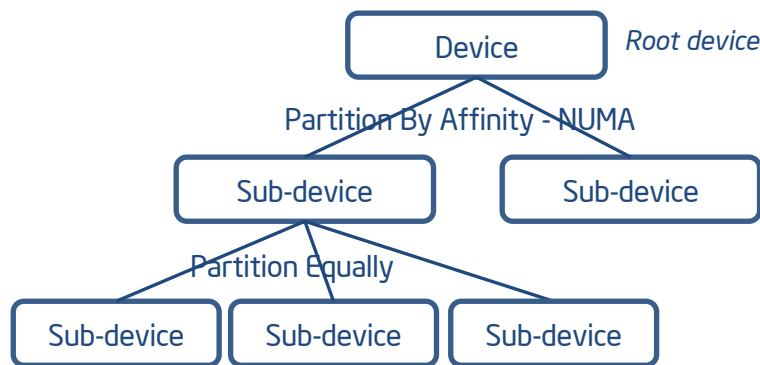 Device
Root device
Partition By Affinity - NUMA
Sub-device
Sub-device
Partition Equally
Sub-device
Sub-device
Sub-device